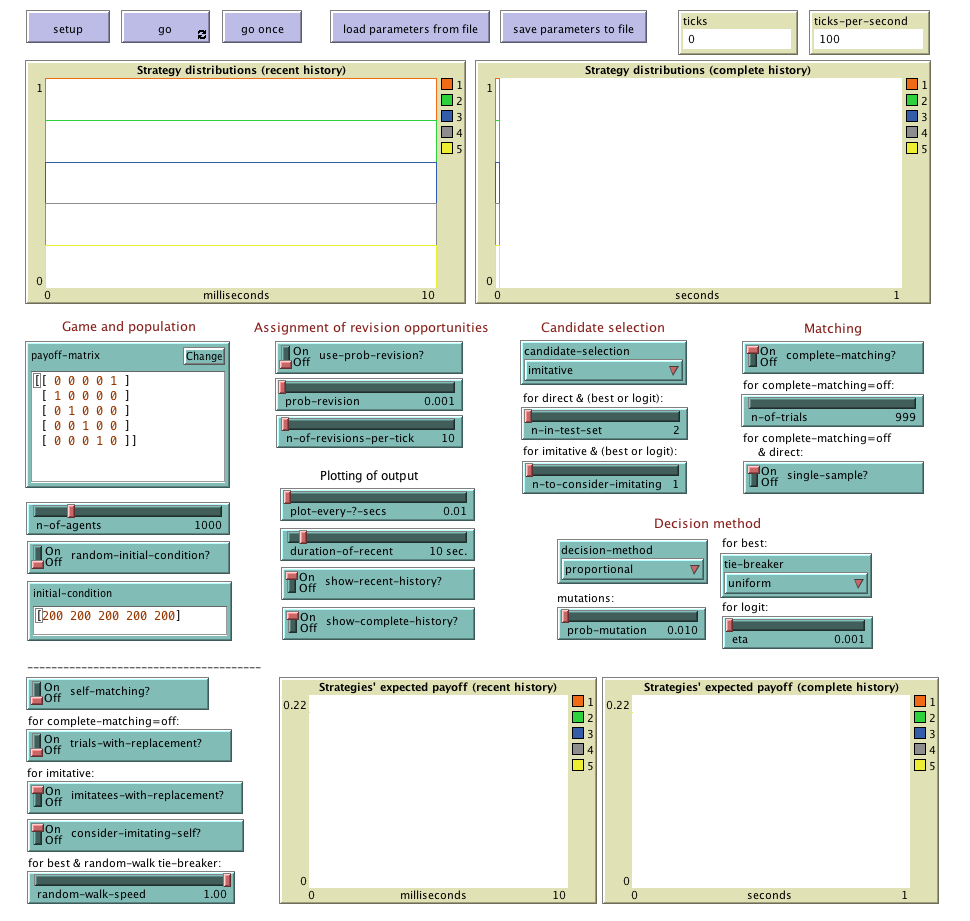 setup
go
go once
load parameters from file
save parameters to file
ticks
0
ticks-per-second
100
Strategy distributions (recent history)
1
0
0
milliseconds
10
1
2
3
4
5
Strategy distributions (complete history)
1
0
0
seconds
1
1
2
3
4
5
Game and population
payoff-matrix
Change
[[ 0 0 0 0 1 ]
[ 1 0 0 0 0 ]
[ 0 1 0 0 0 ]
[ 0 0 1 0 0 ]
[ 0 0 0 1 0 ]]
n-of-agents 1000
On
Off
random-initial-condition?
initial-condition
[200 200 200 200 200]
Assignment of revision opportunities
On
Off
use-prob-revision?
prob-revision 0.001
n-of-revisions-per-tick 10
Plotting of output
plot-every-?-secs 0.01
duration-of-recent 10 sec.
On
Off
show-recent-history?
On
Off
show-complete-history?
Candidate selection
candidate-selection
imitative
for direct & (best or logit):
n-in-test-set 2
for imitative & (best or logit):
n-to-consider-imitating 1
Matching
On
Off
complete-matching?
for complete-matching=off:
n-of-trials 999
for complete-matching=off
& direct:
On
Off
single-sample?
Decision method
decision-method
proportional
mutations:
prob-mutation 0.010
for best:
tie-breaker
uniform
for logit:
eta 0.001
---------------------------------------
On
Off
self-matching?
for complete-matching=off:
On
Off
trials-with-replacement?
for imitative:
On
Off
imitatees-with-replacement?
On
Off
consider-imitating-self?
for best & random-walk tie-breaker:
random-walk-speed 1.00
Strategies' expected payoff (recent history)
0.22
0
0
milliseconds
10
1
2
3
4
5
Strategies' expected payoff (complete history)
0.22
0
0
seconds
1
1
2
3
4
5